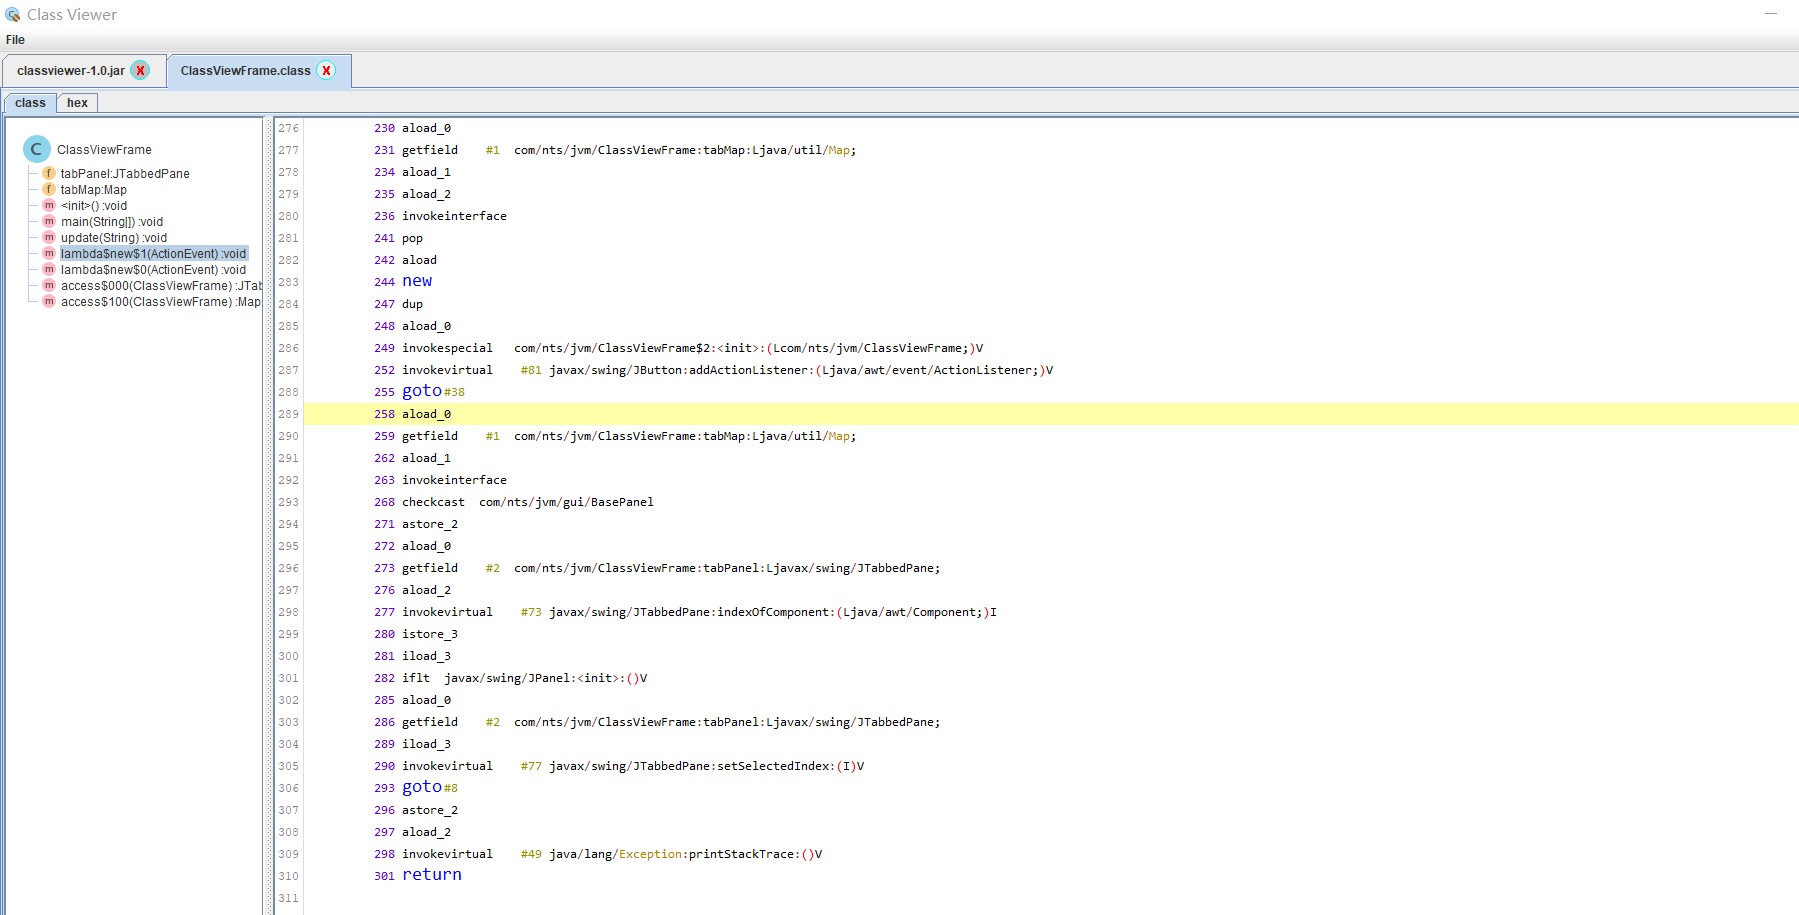 Class Viewer
File
classviewer-1.0.jar X
ClassViewFrame.class X
class hex
C ClassViewFrame
f tabPanel:JTabbedPane
f tabMap:Map
m <init>() :void
m main(String[]) :void
m update(String) :void
m lambda$new$1(ActionEvent) :void
m lambda$new$0(ActionEvent) :void
m access$000(ClassViewFrame) :JTab
m access$100(ClassViewFrame) :Map
276 230 aload_0
277 231 getfield #1 com/nts/jvm/ClassViewFrame:tabMap:Ljava/util/Map;
278 234 aload_1
279 235 aload_2
280 236 invokeinterface
281 241 pop
282 242 aload
283 244 new
284 247 dup
285 248 aload_0
286 249 invokespecial com/nts/jvm/ClassViewFrame$2:<init>:(Lcom/nts/jvm/ClassViewFrame;)V
287 252 invokevirtual #81 javax/swing/JButton:addActionListener:(Ljava/awt/event/ActionListener;)V
288 255 goto #38
289 258 aload_0
290 259 getfield #1 com/nts/jvm/ClassViewFrame:tabMap:Ljava/util/Map;
291 262 aload_1
292 263 invokeinterface
293 268 checkcast com/nts/jvm/gui/BasePanel
294 271 astore_2
295 272 aload_0
296 273 getfield #2 com/nts/jvm/ClassViewFrame:tabPanel:Ljavax/swing/JTabbedPane;
297 276 aload_2
298 277 invokevirtual #73 javax/swing/JTabbedPane:indexOfComponent:(Ljava/awt/Component;)I
299 280 istore_3
300 281 iload_3
301 282 iflt javax/swing/JPanel:<init>:()V
302 285 aload_0
303 286 getfield #2 com/nts/jvm/ClassViewFrame:tabPanel:Ljavax/swing/JTabbedPane;
304 289 iload_3
305 290 invokevirtual #77 javax/swing/JTabbedPane:setSelectedIndex:(I)V
306 293 goto #8
307 296 astore_2
308 297 aload_2
309 298 invokevirtual #49 java/lang/Exception:printStackTrace:()V
310 301 return
311